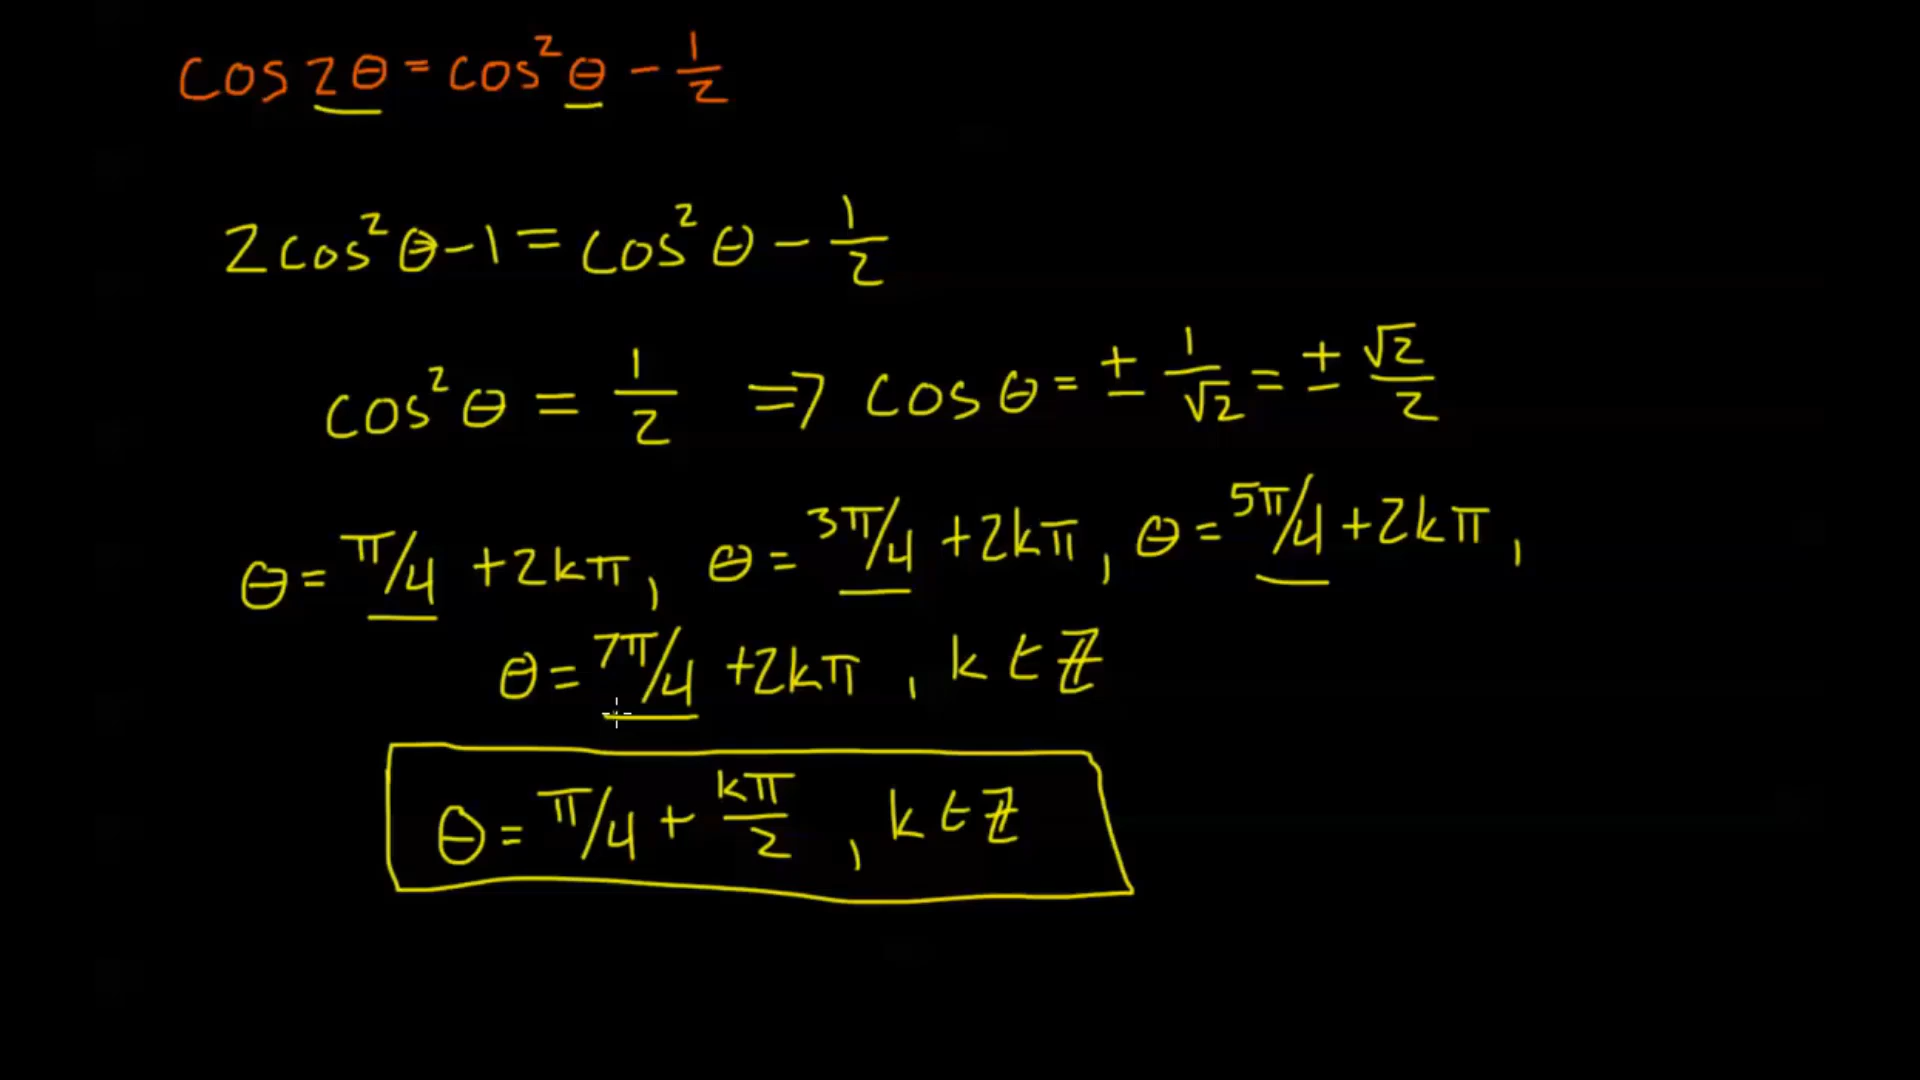 cos 2θ = cos²θ - 1/2
2cos²θ - 1 = cos²θ - 1/2
cos²θ = 1/2 ⇒ cos θ = ± 1/√2 = ± √2/2
θ = π/4 + 2kπ, θ = 3π/4 + 2kπ, θ = 5π/4 + 2kπ,
θ = 7π/4 + 2kπ, k ∈ ℤ
θ = π/4 + kπ/2, k ∈ ℤ